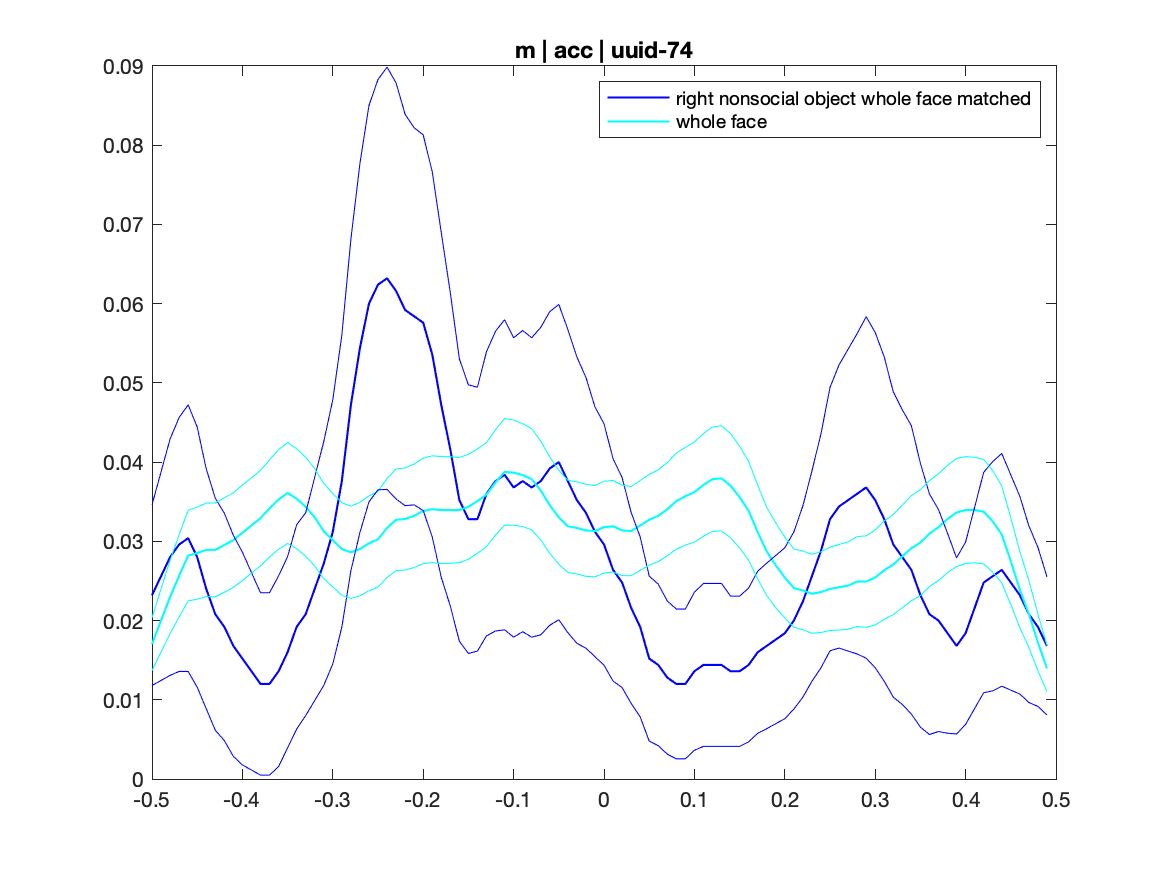 m | acc | uuid-74
right nonsocial object whole face matched
whole face
0.09
0.08
0.07
0.06
0.05
0.04
0.03
0.02
0.01
0
-0.5 -0.4 -0.3 -0.2 -0.1 0 0.1 0.2 0.3 0.4 0.5